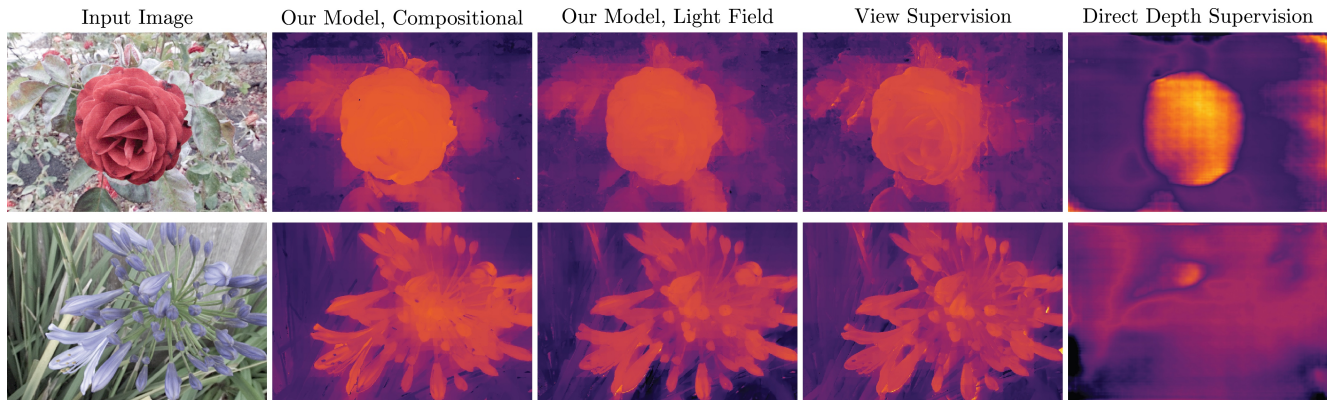 Input Image
Our Model, Compositional
Our Model, Light Field
View Supervision
Direct Depth Supervision